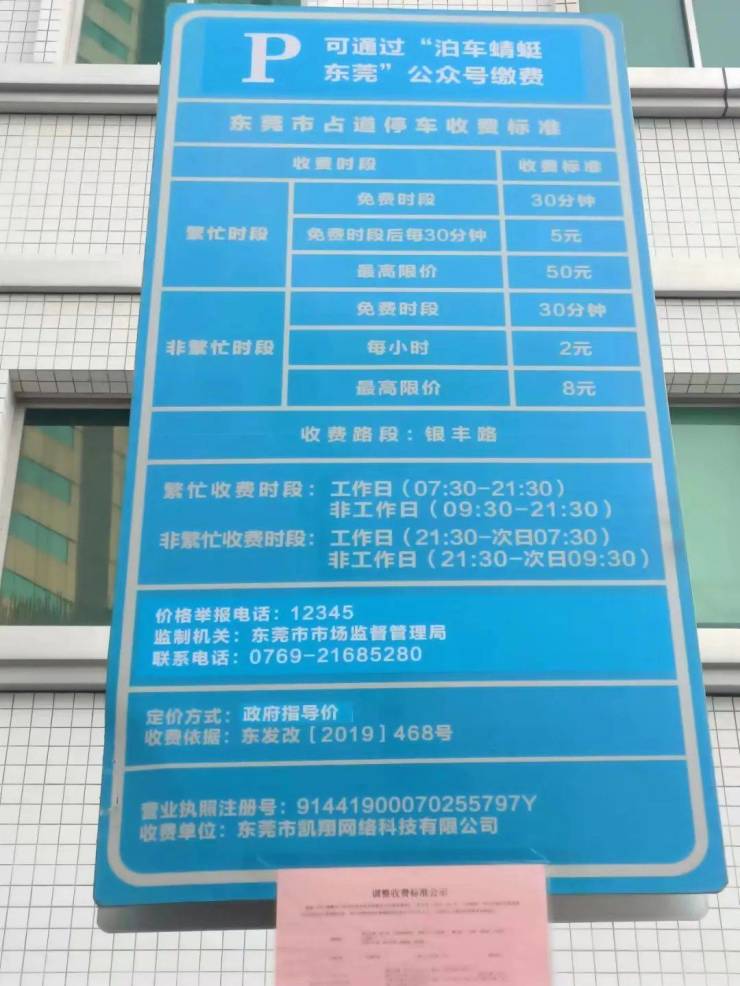 P
可通过“泊车蜻蜓
东莞”公众号缴费
东莞市占道停车收费标准
收费时段 收费标准
繁忙时段
免费时段 30分钟
免费时段后每30分钟 5元
最高限价 50元
非繁忙时段
免费时段 30分钟
每小时 2元
最高限价 8元
收费路段：银丰路
繁忙收费时段：工作日（07:30-21:30）
非工作日（09:30-21:30）
非繁忙收费时段：工作日（21:30-次日07:30）
非工作日（21:30-次日09:30）
价格举报电话：12345
监制机关：东莞市市场监督管理局
联系电话：0769-21685280
定价方式：政府指导价
收费依据：东发改［2019］468号
营业执照注册号：91441900070255797Y
收费单位：东莞市凯翔网络科技有限公司
调整收费标准公示